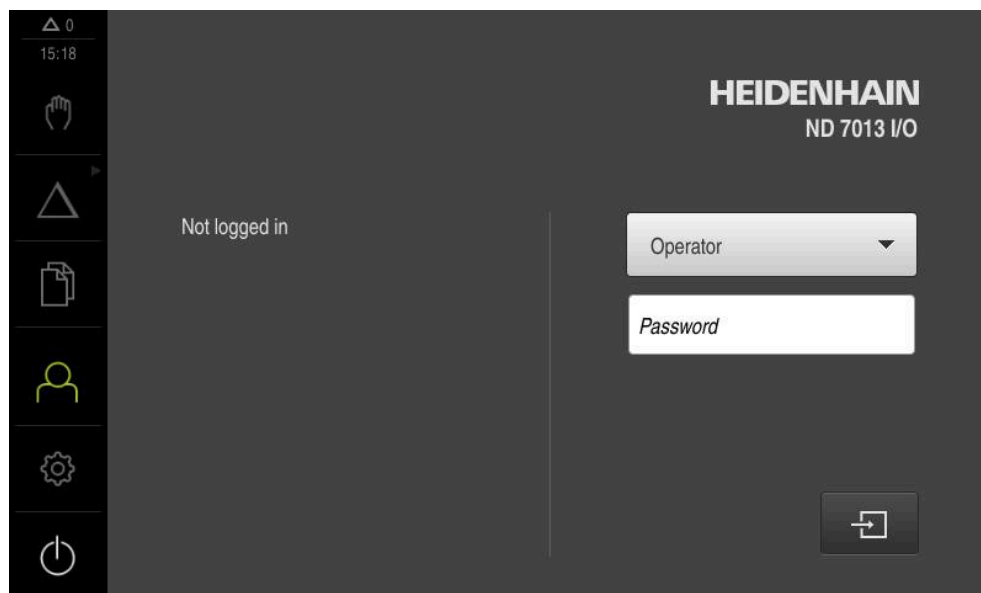 0
15:18
HEIDENHAIN
ND 7013 I/O
Not logged in
Operator
Password